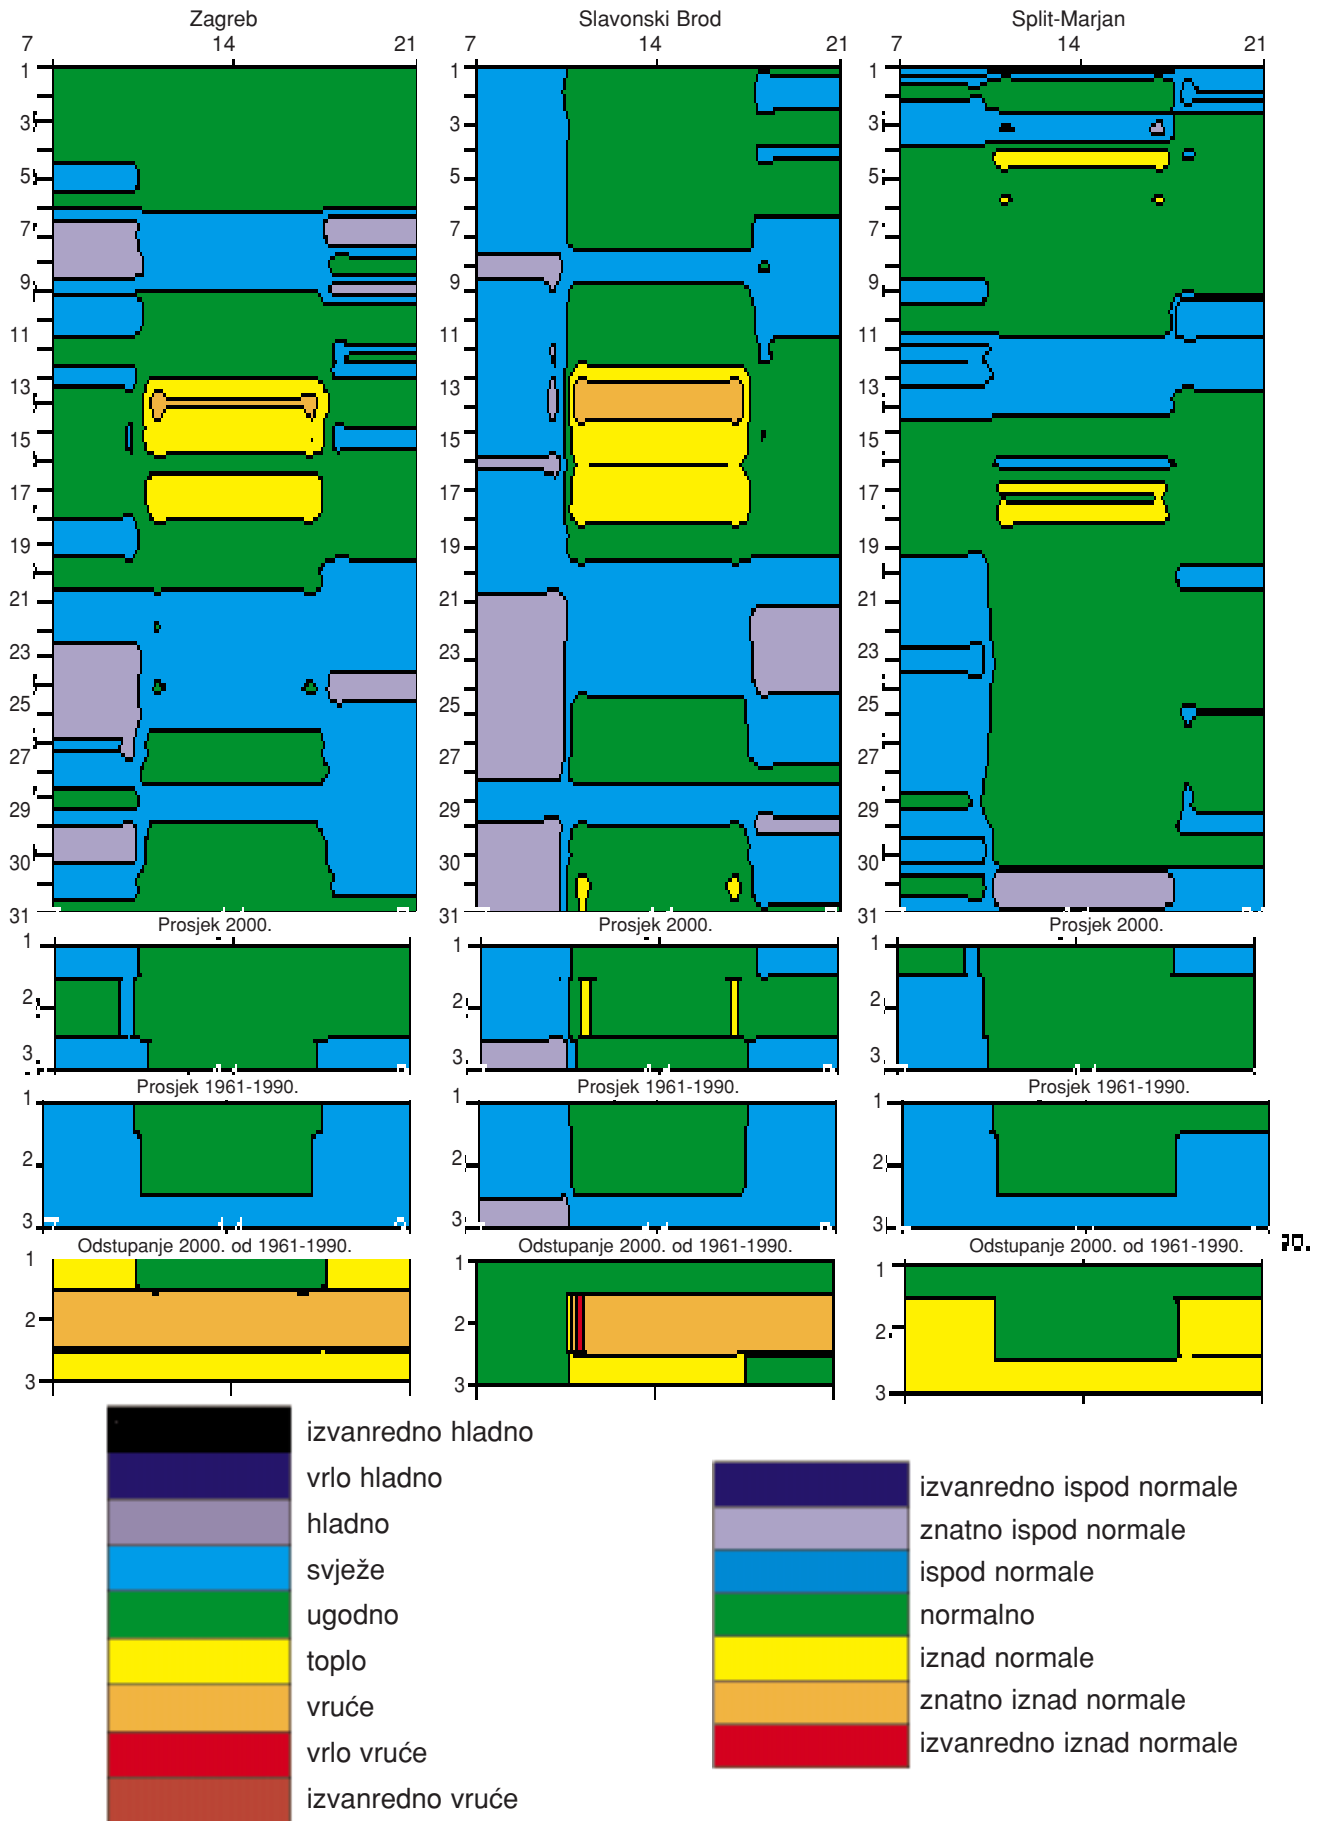 Zagreb
7 14 21
1
3
5
7
9
11
13
15
17
19
21
23
25
27
29
30
31
Slavonski Brod
7 14 21
1
3
5
7
9
11
13
15
17
19
21
23
25
27
29
30
31
Split-Marjan
7 14 21
1
3
5
7
9
11
13
15
17
19
21
23
25
27
29
30
31
Prosjek 2000.
1
2
3
Prosjek 2000.
1
2
3
Prosjek 2000.
1
2
3
Prosjek 1961-1990.
1
2
3
Prosjek 1961-1990.
1
2
3
Prosjek 1961-1990.
1
2
3
Odstupanje 2000. od 1961-1990.
1
2
3
Odstupanje 2000. od 1961-1990.
1
2
3
Odstupanje 2000. od 1961-1990.
1
2
3
izvanredno hladno
vrlo hladno
hladno
svježe
ugodno
toplo
vruće
vrlo vruće
izvanredno vruće
izvanredno ispod normale
znatno ispod normale
ispod normale
normalno
iznad normale
znatno iznad normale
izvanredno iznad normale